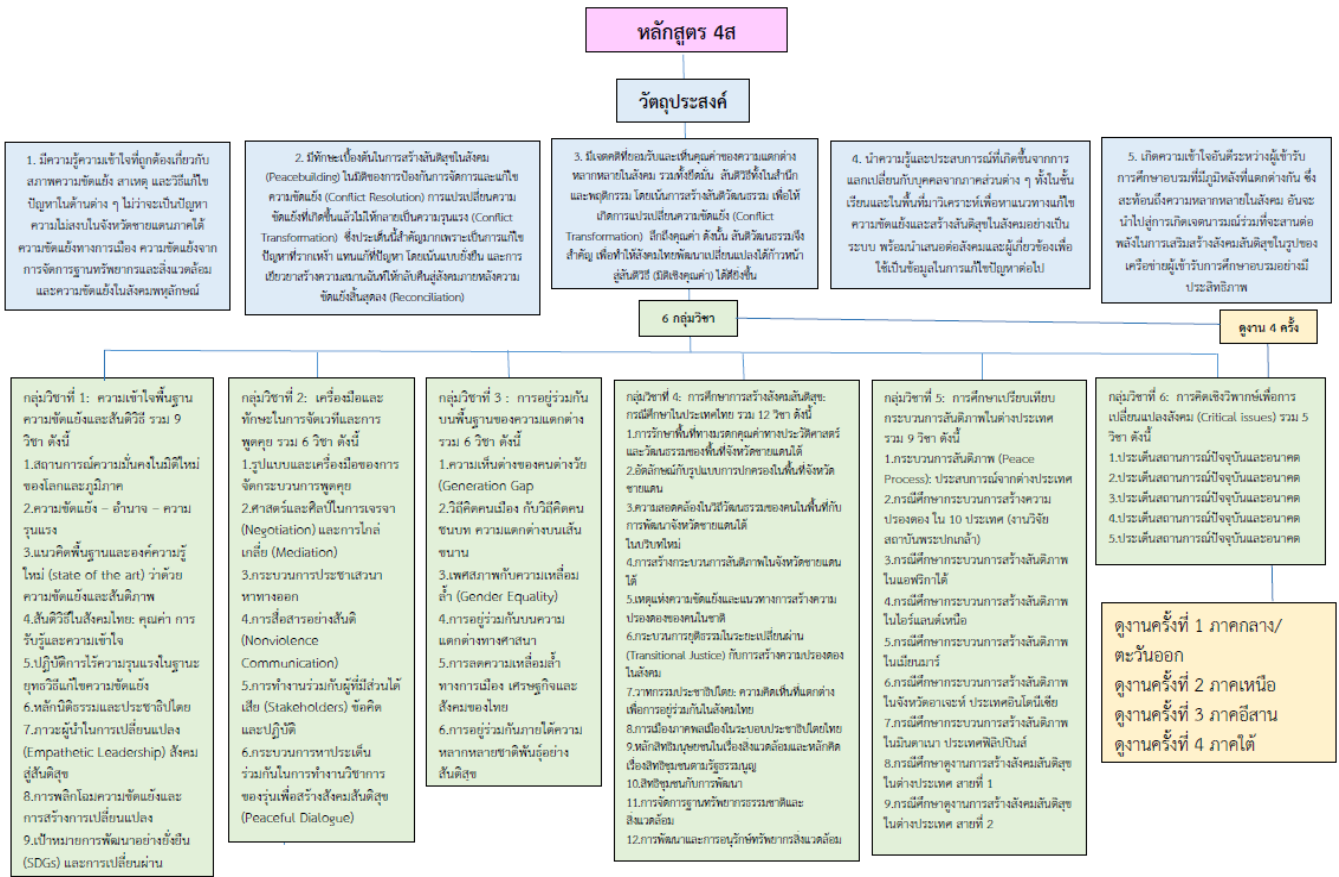 หลักสูตร 4ส
วัตถุประสงค์
1. มีความรู้ความเข้าใจที่ถูกต้องเกี่ยวกับ
สภาพความขัดแย้ง สาเหตุ และวิธีแก้ไข
ปัญหาในด้านต่าง ๆ ไม่ว่าจะเป็นปัญหา
ความไม่สงบในจังหวัดชายแดนภาคใต้
ความขัดแย้งทางการเมือง ความขัดแย้งจาก
การจัดการฐานทรัพยากรและสิ่งแวดล้อม
และความขัดแย้งในสังคมพหุลักษณ์
2. มีทักษะเบื้องต้นในการสร้างสันติสุขในสังคม
(Peacebuilding) ในมิติของการป้องกันการจัดการและแก้ไข
ความขัดแย้ง (Conflict Resolution) การแปรเปลี่ยนความ
ขัดแย้งที่เกิดขึ้นแล้วไม่ให้กลายเป็นความรุนแรง (Conflict
Transformation) ซึ่งประเด็นนี้สำคัญมากเพราะเป็นการแก้ไข
ปัญหาที่รากเหง้า แทนแก้ที่ปัญหา โดยเน้นแบบยั่งยืน และการ
เยียวยาสร้างความสมานฉันท์ให้กลับคืนสู่สังคมภายหลังความ
ขัดแย้งสิ้นสุดลง (Reconciliation)
3. มีเจตคติที่ยอมรับและเห็นคุณค่าของความแตกต่าง
หลากหลายในสังคม รวมทั้งยึดมั่น สันติวิธีทั้งในสำนึก
และพฤติกรรม โดยเน้นการสร้างสันติวัฒนธรรม เพื่อให้
เกิดการแปรเปลี่ยนความขัดแย้ง (Conflict
Transformation) ลึกถึงคุณค่า ดังนั้น สันติวัฒนธรรมจึง
สำคัญ เพื่อทำให้สังคมไทยพัฒนาเปลี่ยนแปลงได้ก้าวหน้า
สู่สันติวิธี (มิติเชิงคุณค่า) ได้ดียิ่งขึ้น
4. นำความรู้และประสบการณ์ที่เกิดขึ้นจากการ
แลกเปลี่ยนกับบุคคลจากภาคส่วนต่าง ๆ ทั้งในชั้น
เรียนและในพื้นที่มาวิเคราะห์เพื่อหาแนวทางแก้ไข
ความขัดแย้งและสร้างสันติสุขในสังคมอย่างเป็น
ระบบ พร้อมนำเสนอต่อสังคมและผู้เกี่ยวข้องเพื่อ
ใช้เป็นข้อมูลในการแก้ไขปัญหาต่อไป
5. เกิดความเข้าใจอันดีระหว่างผู้เข้ารับ
การศึกษาอบรมที่มีภูมิหลังที่แตกต่างกัน ซึ่ง
สะท้อนถึงความหลากหลายในสังคม อันจะ
นำไปสู่การเกิดเจตนารมณ์ร่วมที่จะสานต่อ
พลังในการเสริมสร้างสังคมสันติสุขในรูปของ
เครือข่ายผู้เข้ารับการศึกษาอบรมอย่างมี
ประสิทธิภาพ
6 กลุ่มวิชา
ดูงาน 4 ครั้ง
กลุ่มวิชาที่ 1: ความเข้าใจพื้นฐาน
ความขัดแย้งและสันติวิธี รวม 9
วิชา ดังนี้
1.สถานการณ์ความมั่นคงในมิติใหม่
ของโลกและภูมิภาค
2.ความขัดแย้ง – อำนาจ – ความ
รุนแรง
3.แนวคิดพื้นฐานและองค์ความรู้
ใหม่ (state of the art) ว่าด้วย
ความขัดแย้งและสันติภาพ
4.สันติวิธีในสังคมไทย: คุณค่า การ
รับรู้และความเข้าใจ
5.ปฏิบัติการไร้ความรุนแรงในฐานะ
ยุทธวิธีแก้ไขความขัดแย้ง
6.หลักนิติธรรมและประชาธิปไตย
7.ภาวะผู้นำในการเปลี่ยนแปลง
(Empathetic Leadership) สังคม
สู่สันติสุข
8.การพลิกโฉมความขัดแย้งและ
การสร้างการเปลี่ยนแปลง
9.เป้าหมายการพัฒนาอย่างยั่งยืน
(SDGs) และการเปลี่ยนผ่าน
กลุ่มวิชาที่ 2: เครื่องมือและ
ทักษะในการจัดเวทีและการ
พูดคุย รวม 6 วิชา ดังนี้
1.รูปแบบและเครื่องมือของการ
จัดกระบวนการพูดคุย
2.ศาสตร์และศิลป์ในการเจรจา
(Negotiation) และการไกล่
เกลี่ย (Mediation)
3.กระบวนการประชาเสวนา
หาทางออก
4.การสื่อสารอย่างสันติ
(Nonviolence
Communication)
5.การทำงานร่วมกับผู้ที่มีส่วนได้
เสีย (Stakeholders) ข้อคิด
และปฏิบัติ
6.กระบวนการหาประเด็น
ร่วมกันในการทำงานวิชาการ
ของรุ่นเพื่อสร้างสังคมสันติสุข
(Peaceful Dialogue)
กลุ่มวิชาที่ 3 : การอยู่ร่วมกัน
บนพื้นฐานของความแตกต่าง
รวม 6 วิชา ดังนี้
1.ความเห็นต่างของคนต่างวัย
(Generation Gap
2.วิถีคิดคนเมือง กับวิถีคิดคน
ชนบท ความแตกต่างบนเส้น
ขนาน
3.เพศสภาพกับความเหลื่อม
ล้ำ (Gender Equality)
4.การอยู่ร่วมกันบนความ
แตกต่างทางศาสนา
5.การลดความเหลื่อมล้ำ
ทางการเมือง เศรษฐกิจและ
สังคมของไทย
6.การอยู่ร่วมกันภายใต้ความ
หลากหลายชาติพันธุ์อย่าง
สันติสุข
กลุ่มวิชาที่ 4: การศึกษาการสร้างสังคมสันติสุข:
กรณีศึกษาในประเทศไทย รวม 12 วิชา ดังนี้
1.การรักษาพื้นที่ทางมรดกคุณค่าทางประวัติศาสตร์
และวัฒนธรรมของพื้นที่จังหวัดชายแดนใต้
2.อัตลักษณ์กับรูปแบบการปกครองในพื้นที่จังหวัด
ชายแดน
3.ความสอดคล้องในวิถีวัฒนธรรมของคนในพื้นที่กับ
การพัฒนาจังหวัดชายแดนใต้
ในบริบทใหม่
4.การสร้างกระบวนการสันติภาพในจังหวัดชายแดน
ใต้
5.เหตุแห่งความขัดแย้งและแนวทางการสร้างความ
ปรองดองของคนในชาติ
6.กระบวนการยุติธรรมในระยะเปลี่ยนผ่าน
(Transitional Justice) กับการสร้างความปรองดอง
ในสังคม
7.วาทกรรมประชาธิปไตย: ความคิดเห็นที่แตกต่าง
เพื่อการอยู่ร่วมกันในสังคมไทย
8.การเมืองภาคพลเมืองในระบอบประชาธิปไตยไทย
9.หลักสิทธิมนุษยชนในเรื่องสิ่งแวดล้อมและหลักคิด
เรื่องสิทธิชุมชนตามรัฐธรรมนูญ
10.สิทธิชุมชนกับการพัฒนา
11.การจัดการฐานทรัพยากรธรรมชาติและ
สิ่งแวดล้อม
12.การพัฒนาและการอนุรักษ์ทรัพยากรสิ่งแวดล้อม
กลุ่มวิชาที่ 5: การศึกษาเปรียบเทียบ
กระบวนการสันติภาพในต่างประเทศ
รวม 9 วิชา ดังนี้
1.กระบวนการสันติภาพ (Peace
Process): ประสบการณ์จากต่างประเทศ
2.กรณีศึกษากระบวนการสร้างความ
ปรองดอง ใน 10 ประเทศ (งานวิจัย
สถาบันพระปกเกล้า)
3.กรณีศึกษากระบวนการสร้างสันติภาพ
ในแอฟริกาใต้
4.กรณีศึกษากระบวนการสร้างสันติภาพ
ในไอร์แลนด์เหนือ
5.กรณีศึกษากระบวนการสร้างสันติภาพ
ในเมียนมาร์
6.กรณีศึกษากระบวนการสร้างสันติภาพ
ในจังหวัดอาเจะห์ ประเทศอินโดนีเซีย
7.กรณีศึกษากระบวนการสร้างสันติภาพ
ในมินดาเนา ประเทศฟิลิปปินส์
8.กรณีศึกษาดูงานการสร้างสังคมสันติสุข
ในต่างประเทศ สายที่ 1
9.กรณีศึกษาดูงานการสร้างสังคมสันติสุข
ในต่างประเทศ สายที่ 2
กลุ่มวิชาที่ 6: การคิดเชิงวิพากษ์เพื่อการ
เปลี่ยนแปลงสังคม (Critical issues) รวม 5
วิชา ดังนี้
1.ประเด็นสถานการณ์ปัจจุบันและอนาคต
2.ประเด็นสถานการณ์ปัจจุบันและอนาคต
3.ประเด็นสถานการณ์ปัจจุบันและอนาคต
4.ประเด็นสถานการณ์ปัจจุบันและอนาคต
5.ประเด็นสถานการณ์ปัจจุบันและอนาคต
ดูงานครั้งที่ 1 ภาคกลาง/
ตะวันออก
ดูงานครั้งที่ 2 ภาคเหนือ
ดูงานครั้งที่ 3 ภาคอีสาน
ดูงานครั้งที่ 4 ภาคใต้